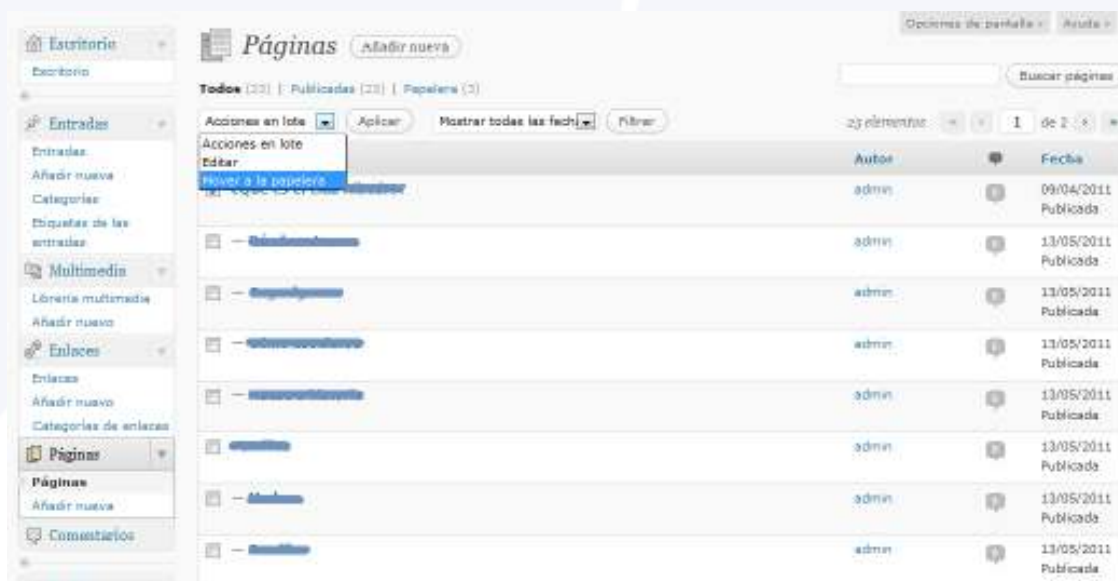 Opciones de pantalla Ayuda
Escritorio
Escritorio
Entradas
Entradas
Añadir nueva
Categorías
Etiquetas de las
entradas
Multimedia
Librería multimedia
Añadir nuevo
Enlaces
Enlaces
Añadir nuevo
Categorías de enlaces
Páginas
Páginas
Añadir nueva
Comentarios
Páginas Añadir nueva
Buscar páginas
Todos (23) | Publicadas (23) | Papelera (3)
Acciones en lote Aplicar Mostrar todas las fech Filtrar 23 elementos « ‹ 1 de 2 › »
Acciones en lote
Editar
Mover a la papelera
Autor Fecha
admin 09/04/2011
Publicada
admin 13/05/2011
Publicada
admin 13/05/2011
Publicada
admin 13/05/2011
Publicada
admin 13/05/2011
Publicada
admin 13/05/2011
Publicada
admin 13/05/2011
Publicada
admin 13/05/2011
Publicada